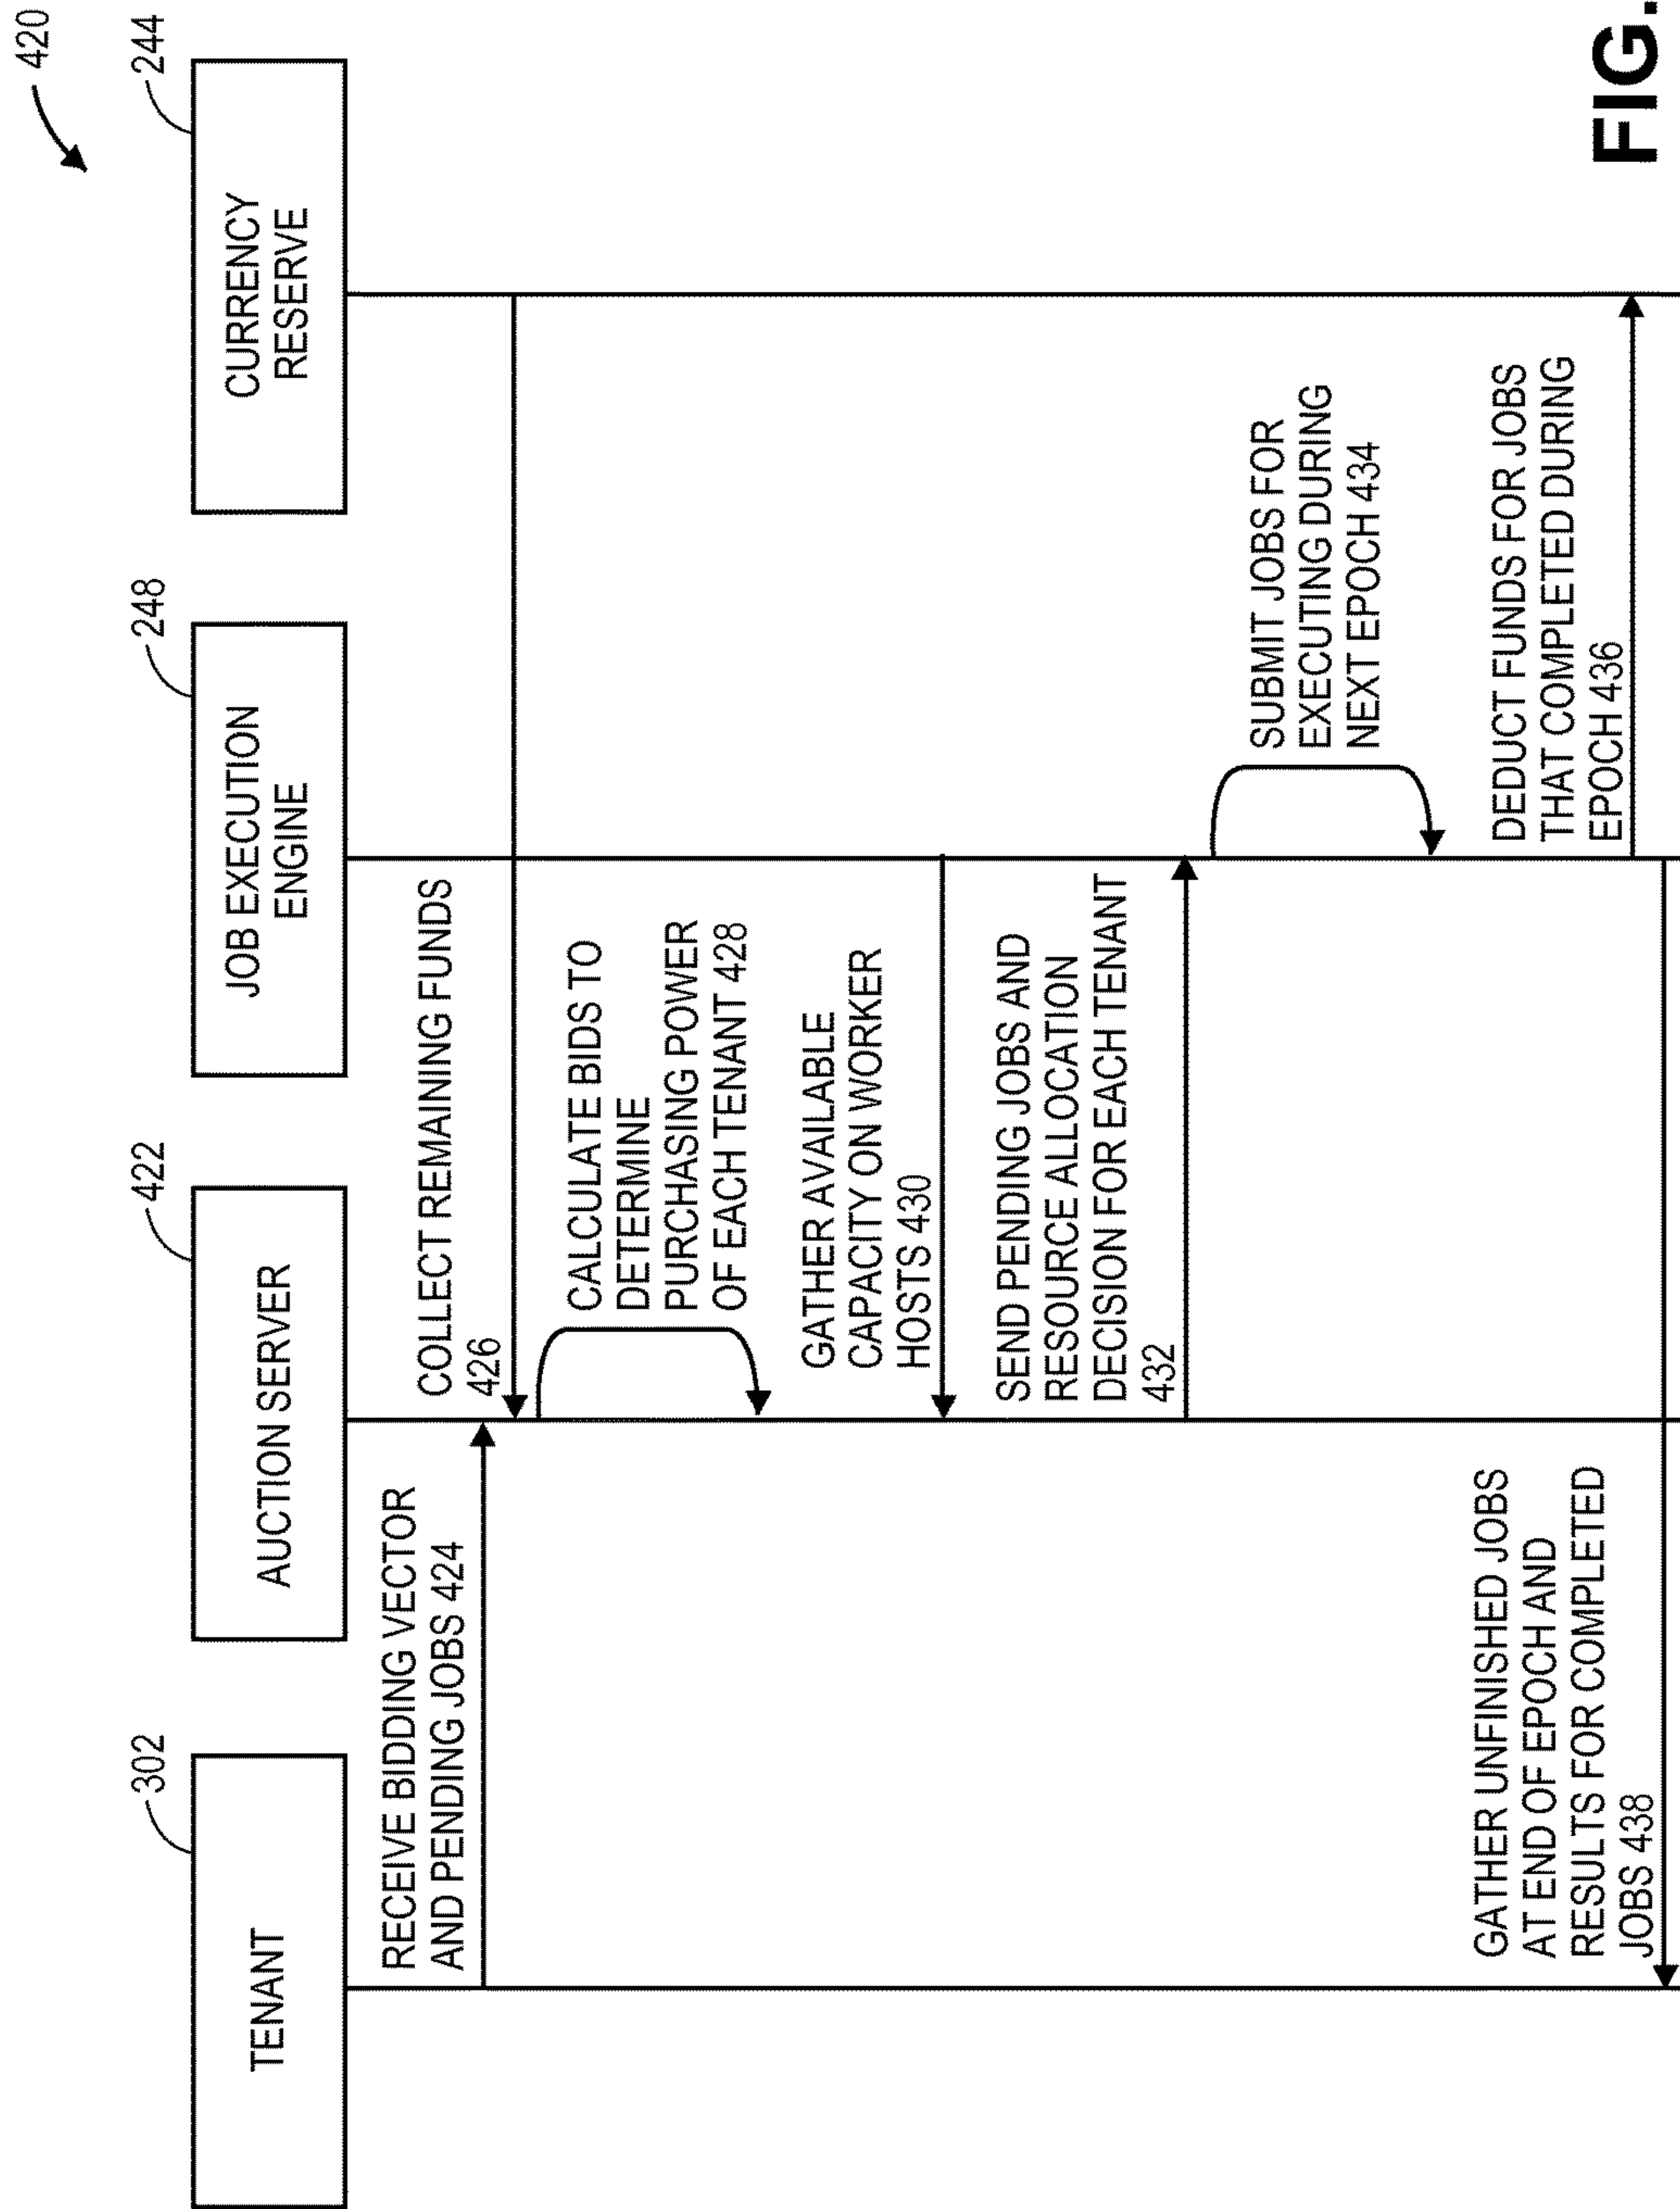 420
302
TENANT
422
AUCTION SERVER
248
JOB EXECUTION
ENGINE
244
CURRENCY
RESERVE
RECEIVE BIDDING VECTOR
AND PENDING JOBS 424
COLLECT REMAINING FUNDS
426
CALCULATE BIDS TO
DETERMINE
PURCHASING POWER
OF EACH TENANT 428
GATHER AVAILABLE
CAPACITY ON WORKER
HOSTS 430
SEND PENDING JOBS AND
RESOURCE ALLOCATION
DECISION FOR EACH TENANT
432
SUBMIT JOBS FOR
EXECUTING DURING
NEXT EPOCH 434
DEDUCT FUNDS FOR JOBS
THAT COMPLETED DURING
EPOCH 436
GATHER UNFINISHED JOBS
AT END OF EPOCH AND
RESULTS FOR COMPLETED
JOBS 438
FIG.